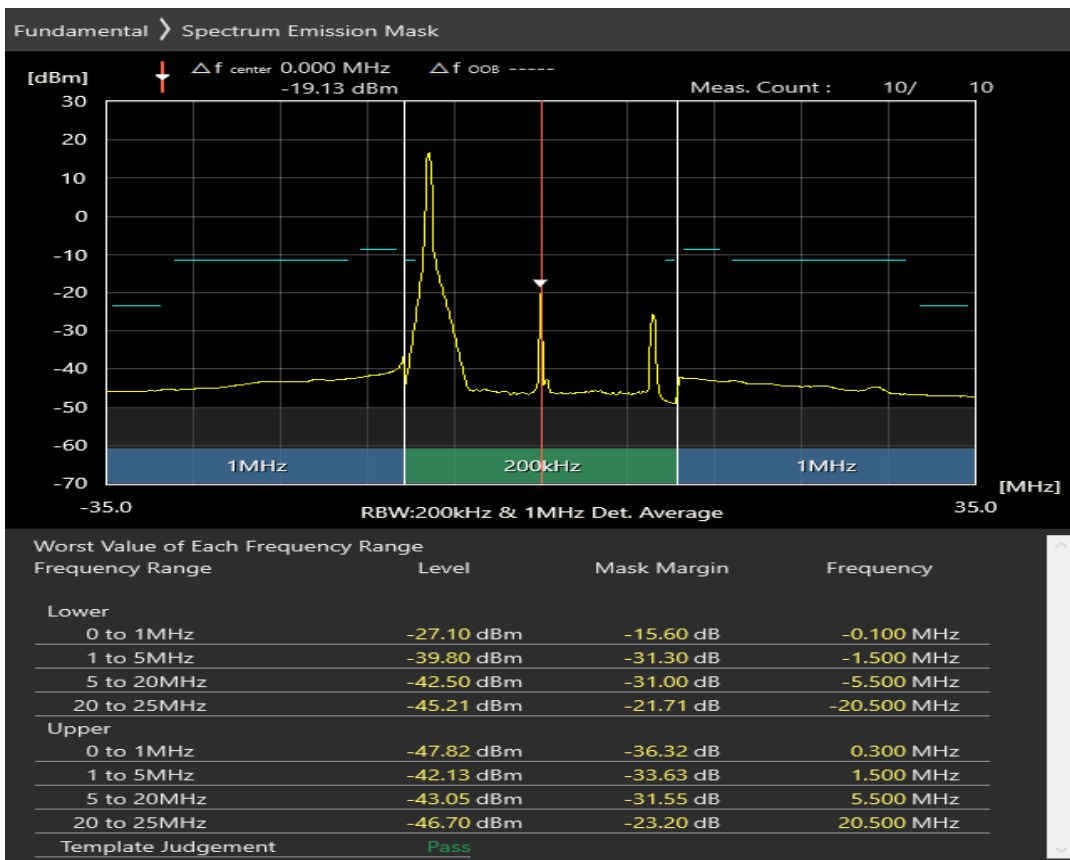 Fundamental ❯ Spectrum Emission Mask
[dBm]
△f center 0.000 MHz △f OOB -----
-19.13 dBm
Meas. Count : 10/ 10
30
20
10
0
-10
-20
-30
-40
-50
-60
-70
1MHz 200kHz 1MHz
[MHz]
-35.0 35.0
RBW:200kHz & 1MHz Det. Average
Worst Value of Each Frequency Range
Frequency Range Level Mask Margin Frequency
Lower
0 to 1MHz -27.10 dBm -15.60 dB -0.100 MHz
1 to 5MHz -39.80 dBm -31.30 dB -1.500 MHz
5 to 20MHz -42.50 dBm -31.00 dB -5.500 MHz
20 to 25MHz -45.21 dBm -21.71 dB -20.500 MHz
Upper
0 to 1MHz -47.82 dBm -36.32 dB 0.300 MHz
1 to 5MHz -42.13 dBm -33.63 dB 1.500 MHz
5 to 20MHz -43.05 dBm -31.55 dB 5.500 MHz
20 to 25MHz -46.70 dBm -23.20 dB 20.500 MHz
Template Judgement Pass